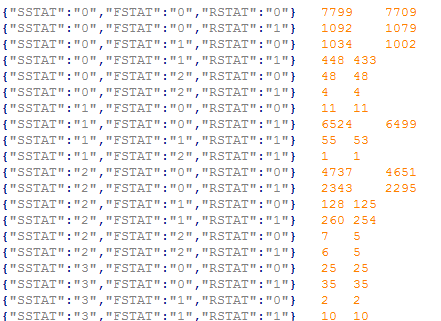 {"SSTAT":"0","FSTAT":"0","RSTAT":"0"} 7799 7709
{"SSTAT":"0","FSTAT":"0","RSTAT":"1"} 1092 1079
{"SSTAT":"0","FSTAT":"1","RSTAT":"0"} 1034 1002
{"SSTAT":"0","FSTAT":"1","RSTAT":"1"} 448 433
{"SSTAT":"0","FSTAT":"2","RSTAT":"0"} 48 48
{"SSTAT":"0","FSTAT":"2","RSTAT":"1"} 4 4
{"SSTAT":"1","FSTAT":"0","RSTAT":"0"} 11 11
{"SSTAT":"1","FSTAT":"0","RSTAT":"1"} 6524 6499
{"SSTAT":"1","FSTAT":"1","RSTAT":"1"} 55 53
{"SSTAT":"1","FSTAT":"2","RSTAT":"1"} 1 1
{"SSTAT":"2","FSTAT":"0","RSTAT":"0"} 4737 4651
{"SSTAT":"2","FSTAT":"0","RSTAT":"1"} 2343 2295
{"SSTAT":"2","FSTAT":"1","RSTAT":"0"} 128 125
{"SSTAT":"2","FSTAT":"1","RSTAT":"1"} 260 254
{"SSTAT":"2","FSTAT":"2","RSTAT":"0"} 7 5
{"SSTAT":"2","FSTAT":"2","RSTAT":"1"} 6 5
{"SSTAT":"3","FSTAT":"0","RSTAT":"0"} 25 25
{"SSTAT":"3","FSTAT":"0","RSTAT":"1"} 35 35
{"SSTAT":"3","FSTAT":"1","RSTAT":"0"} 2 2
{"SSTAT":"3","FSTAT":"1","RSTAT":"1"} 10 10